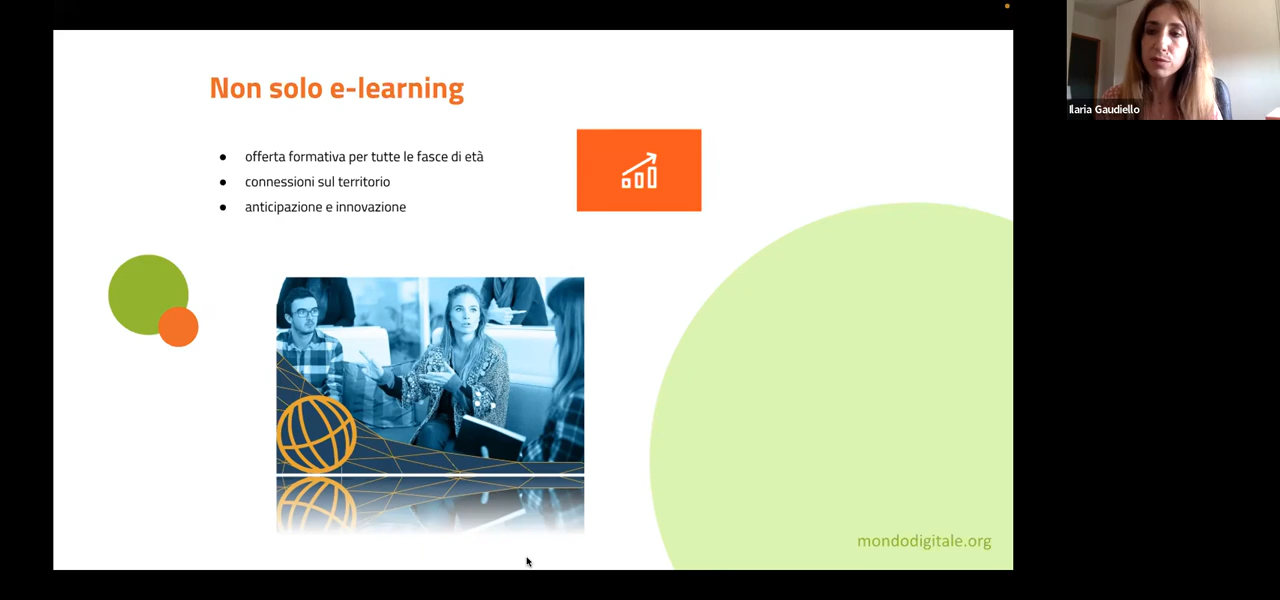 Non solo e-learning
● offerta formativa per tutte le fasce di età
● connessioni sul territorio
● anticipazione e innovazione
mondodigitale.org
Ilaria Gaudiello